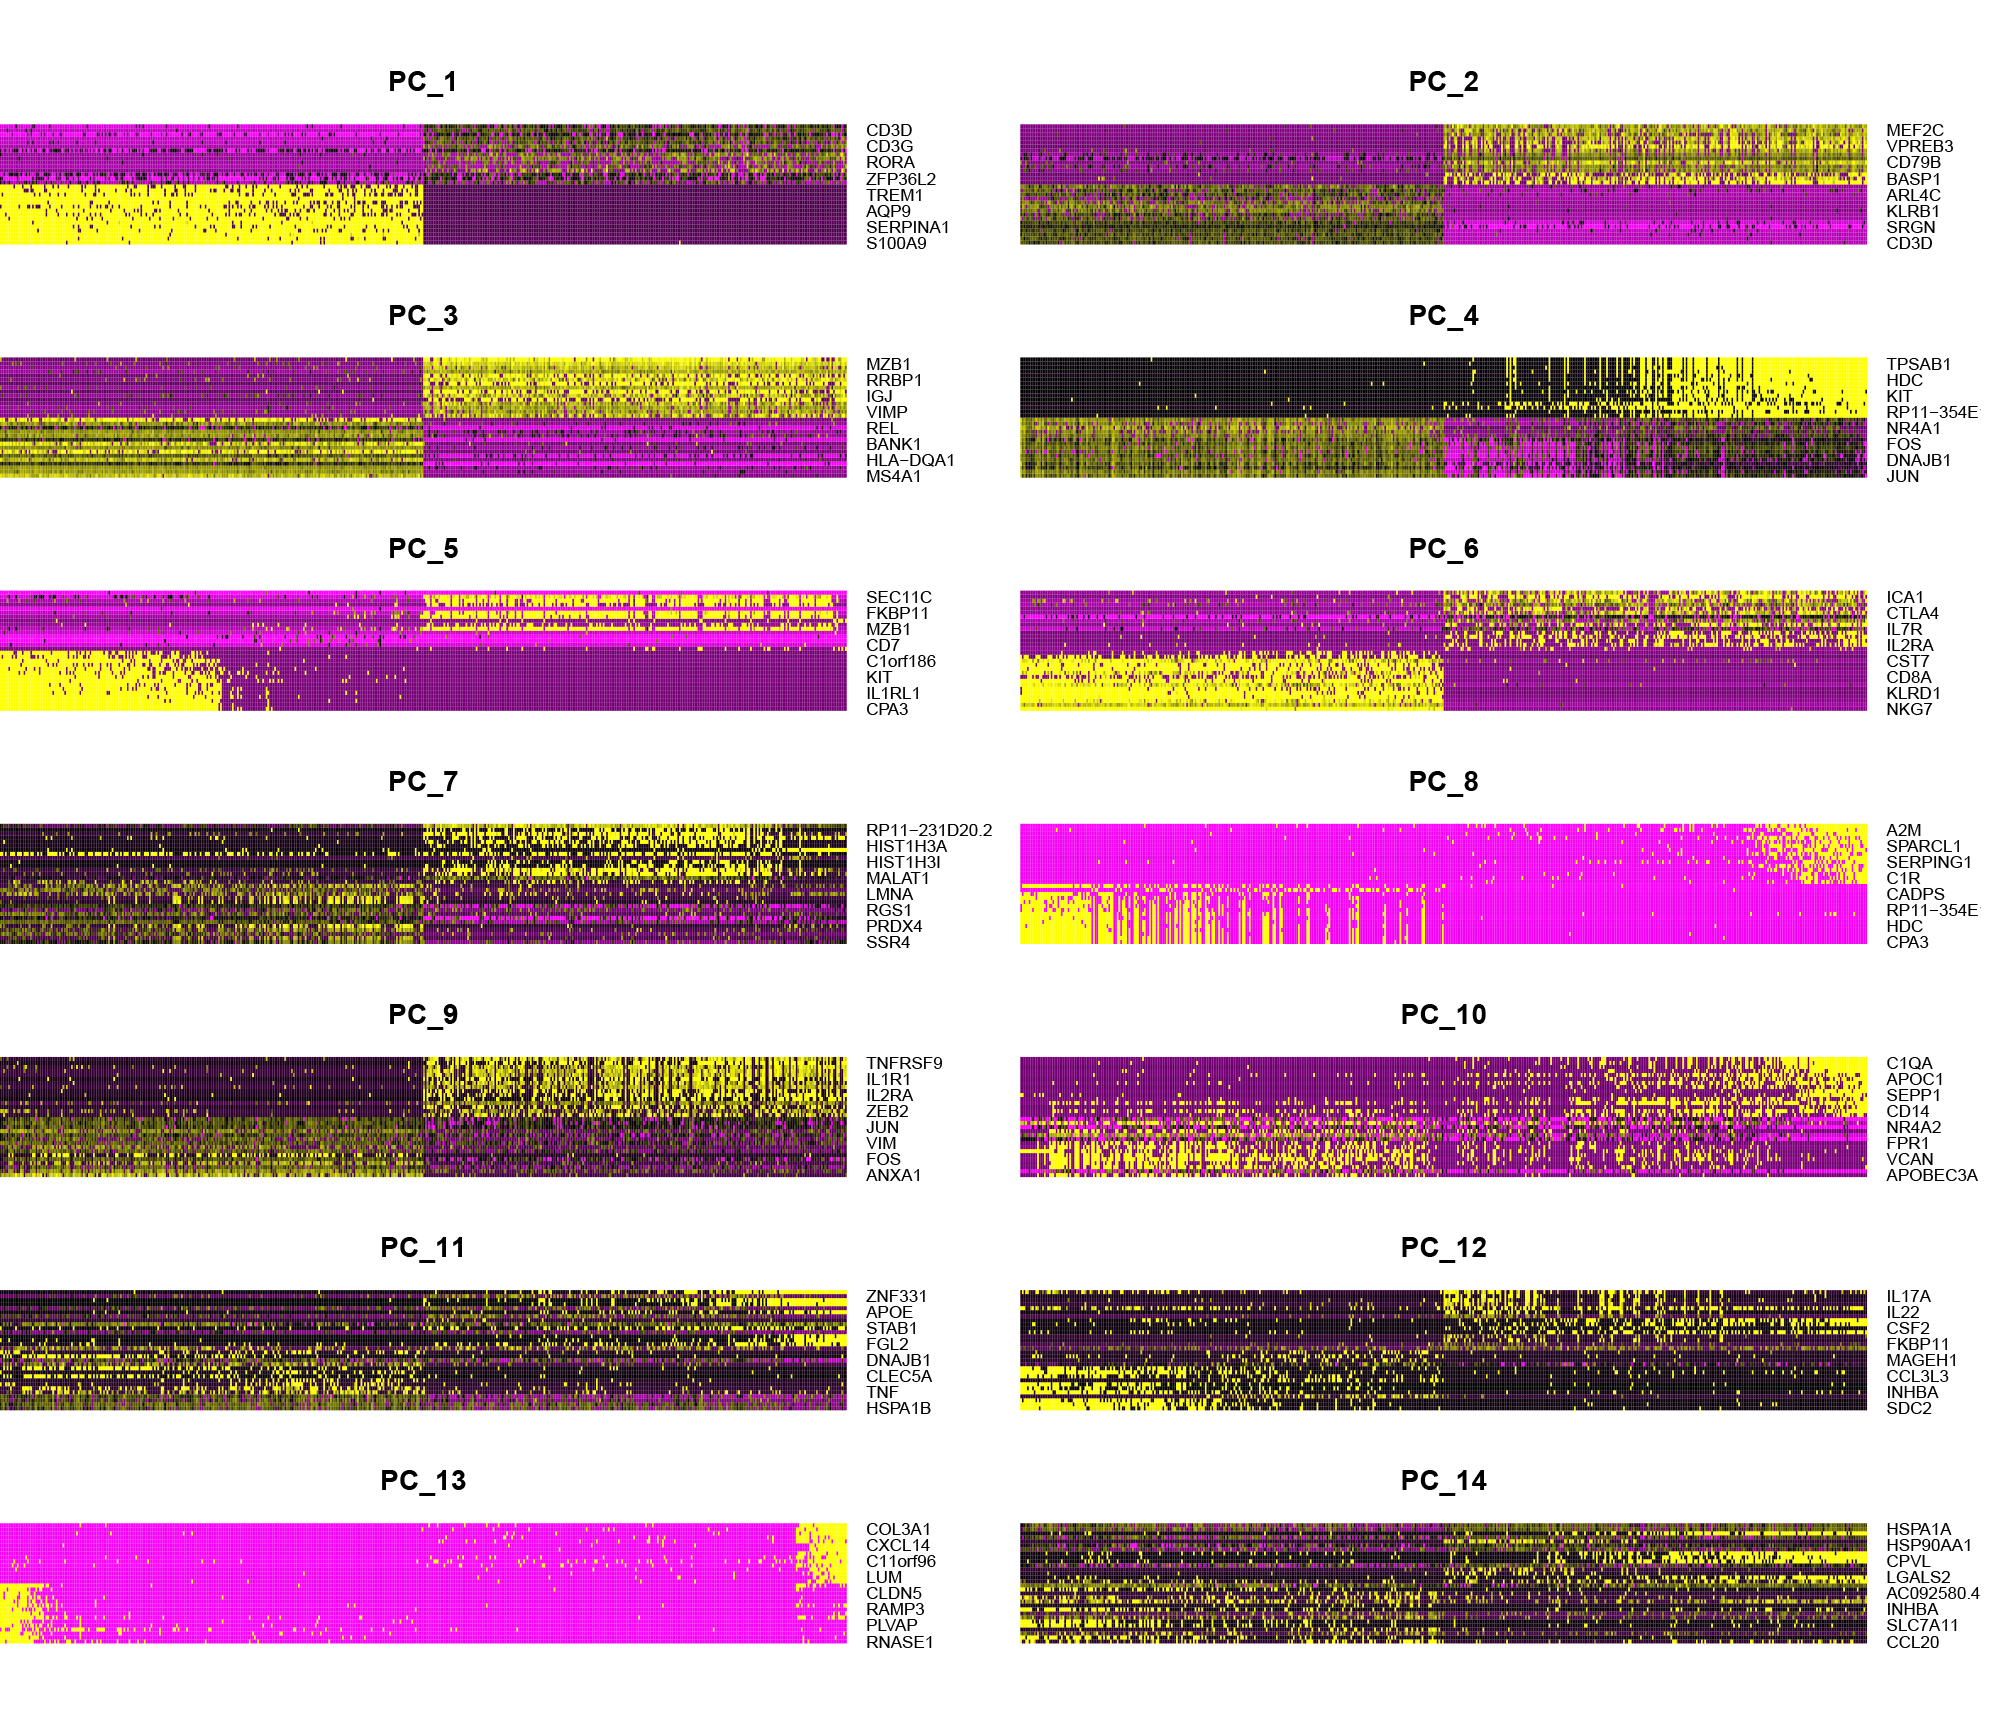 PC_1
CD3D
CD3G
RORA
ZFP36L2
TREM1
AQP9
SERPINA1
S100A9
PC_2
MEF2C
VPREB3
CD79B
BASP1
ARL4C
KLRB1
SRGN
CD3D
PC_3
MZB1
RRBP1
IGJ
VIMP
REL
BANK1
HLA−DQA1
MS4A1
PC_4
TPSAB1
HDC
KIT
RP11−354E
NR4A1
FOS
DNAJB1
JUN
PC_5
SEC11C
FKBP11
MZB1
CD7
C1orf186
KIT
IL1RL1
CPA3
PC_6
ICA1
CTLA4
IL7R
IL2RA
CST7
CD8A
KLRD1
NKG7
PC_7
RP11−231D20.2
HIST1H3A
HIST1H3I
MALAT1
LMNA
RGS1
PRDX4
SSR4
PC_8
A2M
SPARCL1
SERPING1
C1R
CADPS
RP11−354E
HDC
CPA3
PC_9
TNFRSF9
IL1R1
IL2RA
ZEB2
JUN
VIM
FOS
ANXA1
PC_10
C1QA
APOC1
SEPP1
CD14
NR4A2
FPR1
VCAN
APOBEC3A
PC_11
ZNF331
APOE
STAB1
FGL2
DNAJB1
CLEC5A
TNF
HSPA1B
PC_12
IL17A
IL22
CSF2
FKBP11
MAGEH1
CCL3L3
INHBA
SDC2
PC_13
COL3A1
CXCL14
C11orf96
LUM
CLDN5
RAMP3
PLVAP
RNASE1
PC_14
HSPA1A
HSP90AA1
CPVL
LGALS2
AC092580.4
INHBA
SLC7A11
CCL20